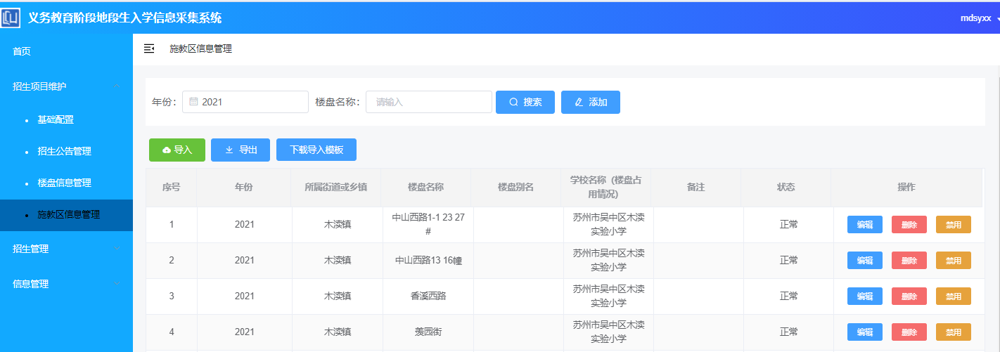 义务教育阶段地段生入学信息采集系统
mdsyxx
首页
招生项目维护
基础配置
招生公告管理
楼盘信息管理
施教区信息管理
招生管理
信息管理
施教区信息管理
年份: 2021 楼盘名称: 请输入 搜索 添加
导入 导出 下载导入模板
序号 年份 所属街道或乡镇 楼盘名称 楼盘别名 学校名称（楼盘占 备注 状态 操作
用情况）
1 2021 木渎镇 中山西路1-1 23 27 苏州市吴中区木渎 正常 编辑 删除 禁用
# 实验小学
2 2021 木渎镇 中山西路13 16幢 苏州市吴中区木渎 正常 编辑 删除 禁用
实验小学
3 2021 木渎镇 香溪西路 苏州市吴中区木渎 正常 编辑 删除 禁用
实验小学
4 2021 木渎镇 羡园街 苏州市吴中区木渎 正常 编辑 删除 禁用
实验小学